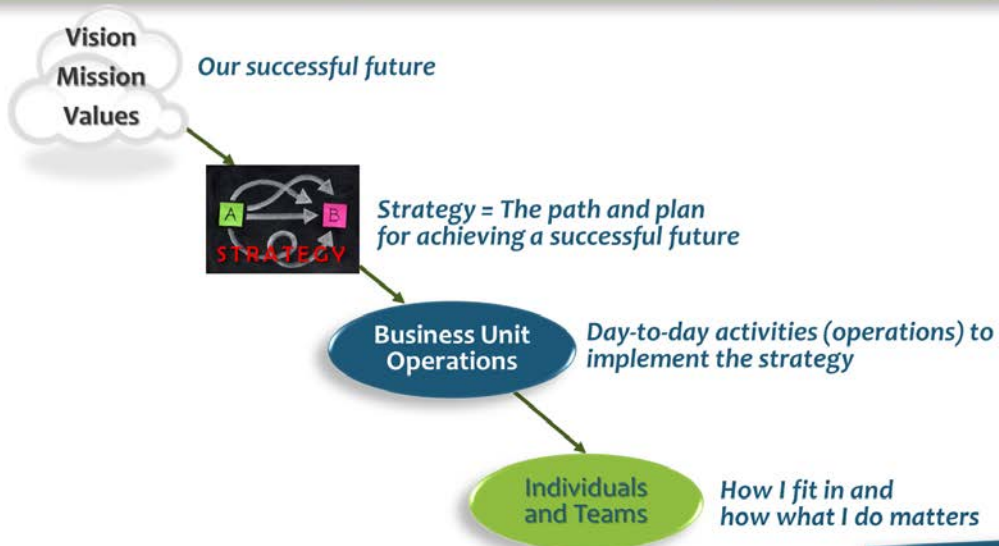 Vision
Mission
Values
Our successful future
A
B
STRATEGY
Strategy = The path and plan
for achieving a successful future
Business Unit
Operations
Day-to-day activities (operations) to
implement the strategy
Individuals
and Teams
How I fit in and
how what I do matters